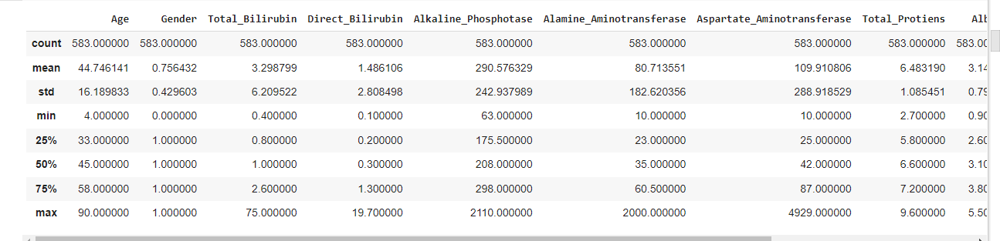 Age Gender Total_Bilirubin Direct_Bilirubin Alkaline_Phosphotase Alamine_Aminotransferase Aspartate_Aminotransferase Total_Protiens Alb
count 583.000000 583.000000 583.000000 583.000000 583.000000 583.000000 583.000000 583.000000 583.00
mean 44.746141 0.756432 3.298799 1.486106 290.576329 80.713551 109.910806 6.483190 3.14
std 16.189833 0.429603 6.209522 2.808498 242.937989 182.620356 288.918529 1.085451 0.79
min 4.000000 0.000000 0.400000 0.100000 63.000000 10.000000 10.000000 2.700000 0.90
25% 33.000000 1.000000 0.800000 0.200000 175.500000 23.000000 25.000000 5.800000 2.60
50% 45.000000 1.000000 1.000000 0.300000 208.000000 35.000000 42.000000 6.600000 3.10
75% 58.000000 1.000000 2.600000 1.300000 298.000000 60.500000 87.000000 7.200000 3.80
max 90.000000 1.000000 75.000000 19.700000 2110.000000 2000.000000 4929.000000 9.600000 5.50